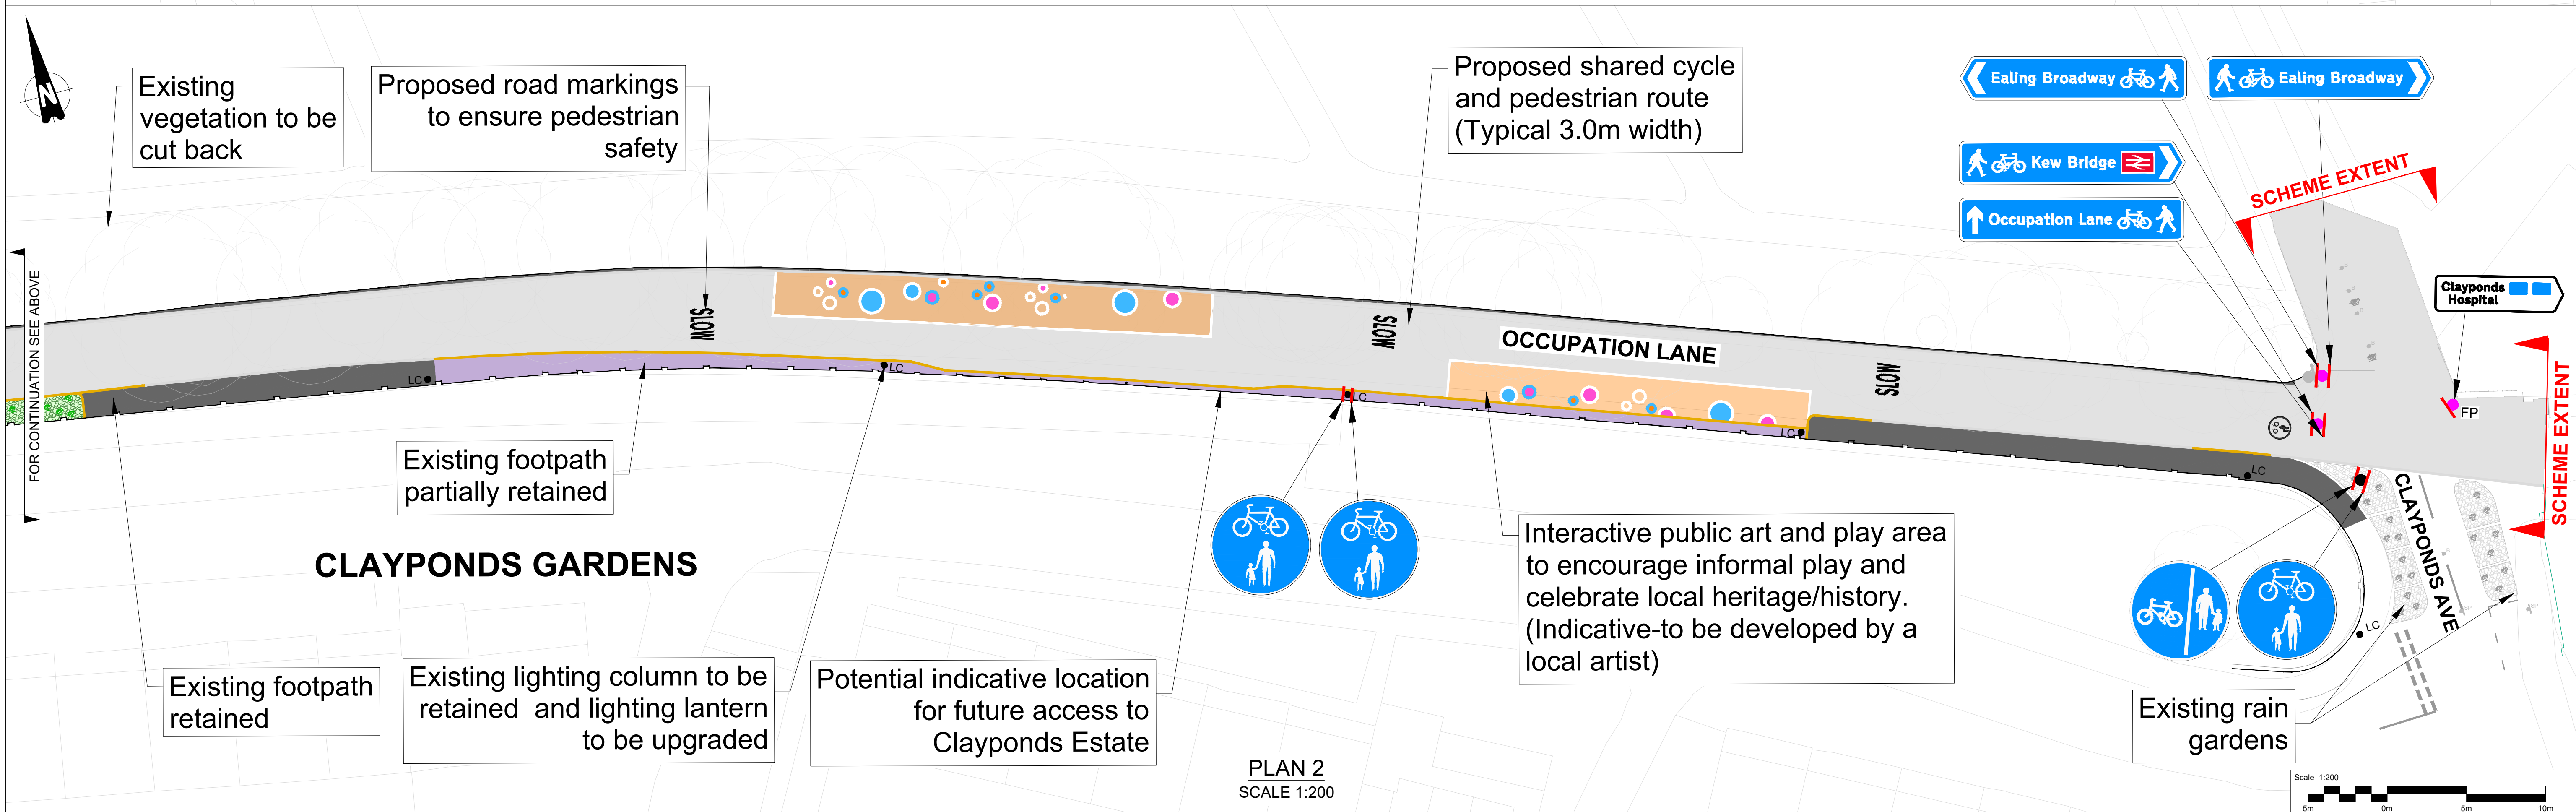 N
Existing
vegetation to be
cut back
Proposed road markings
to ensure pedestrian
safety
Proposed shared cycle
and pedestrian route
(Typical 3.0m width)
Ealing Broadway
Ealing Broadway
Kew Bridge
Occupation Lane
SCHEME EXTENT
Clayponds
Hospital
FP
SCHEME EXTENT
FOR CONTINUATION SEE ABOVE
SLOW
SLOW
OCCUPATION LANE
SLOW
LC
LC
LC
LC
LC
LC
CLAYPONDS AVE
Existing footpath
partially retained
CLAYPONDS GARDENS
Existing footpath
retained
Existing lighting column to be
retained and lighting lantern
to be upgraded
Potential indicative location
for future access to
Clayponds Estate
Interactive public art and play area
to encourage informal play and
celebrate local heritage/history.
(Indicative-to be developed by a
local artist)
Existing rain
gardens
PLAN 2
SCALE 1:200
Scale 1:200
5m 0m 5m 10m